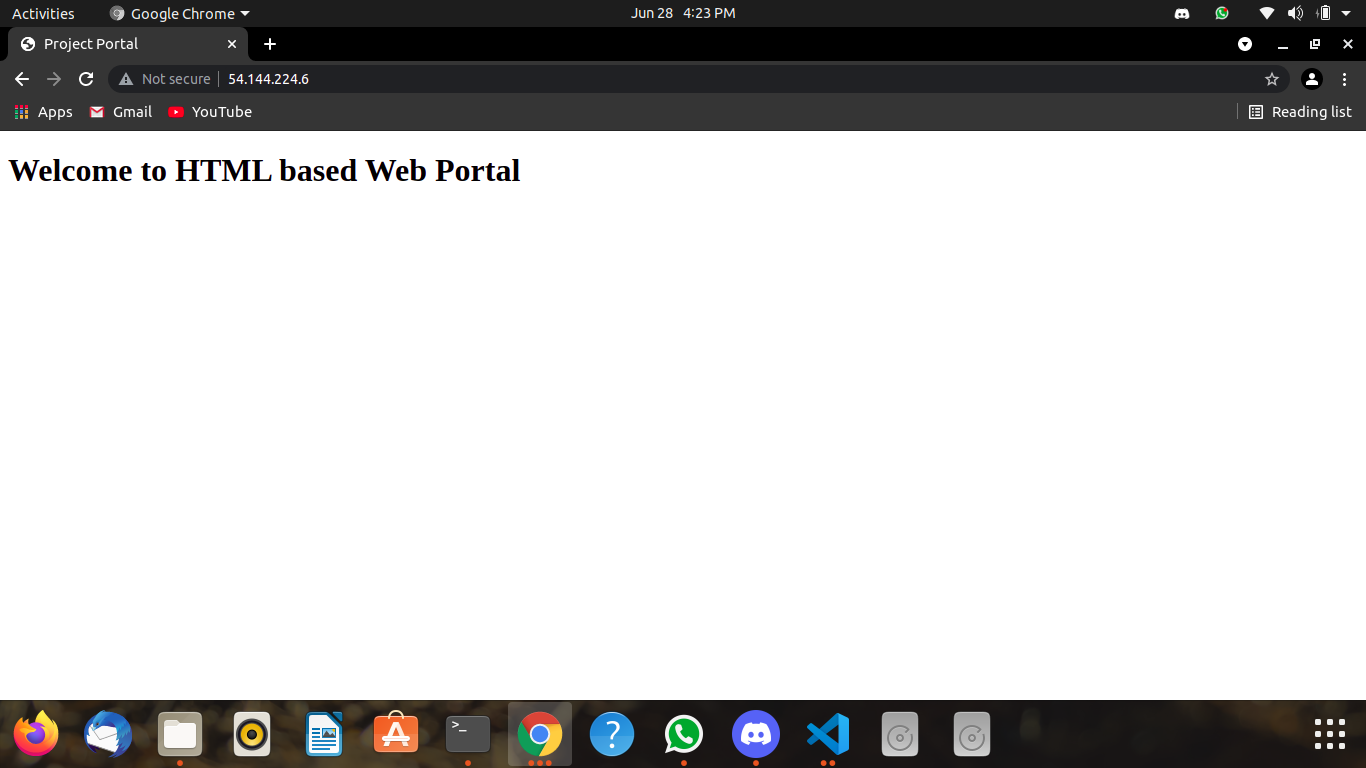 Activities Google Chrome Jun 28 4:23 PM
Project Portal
Not secure 54.144.224.6
Apps Gmail YouTube Reading list
Welcome to HTML based Web Portal
>_ A ?